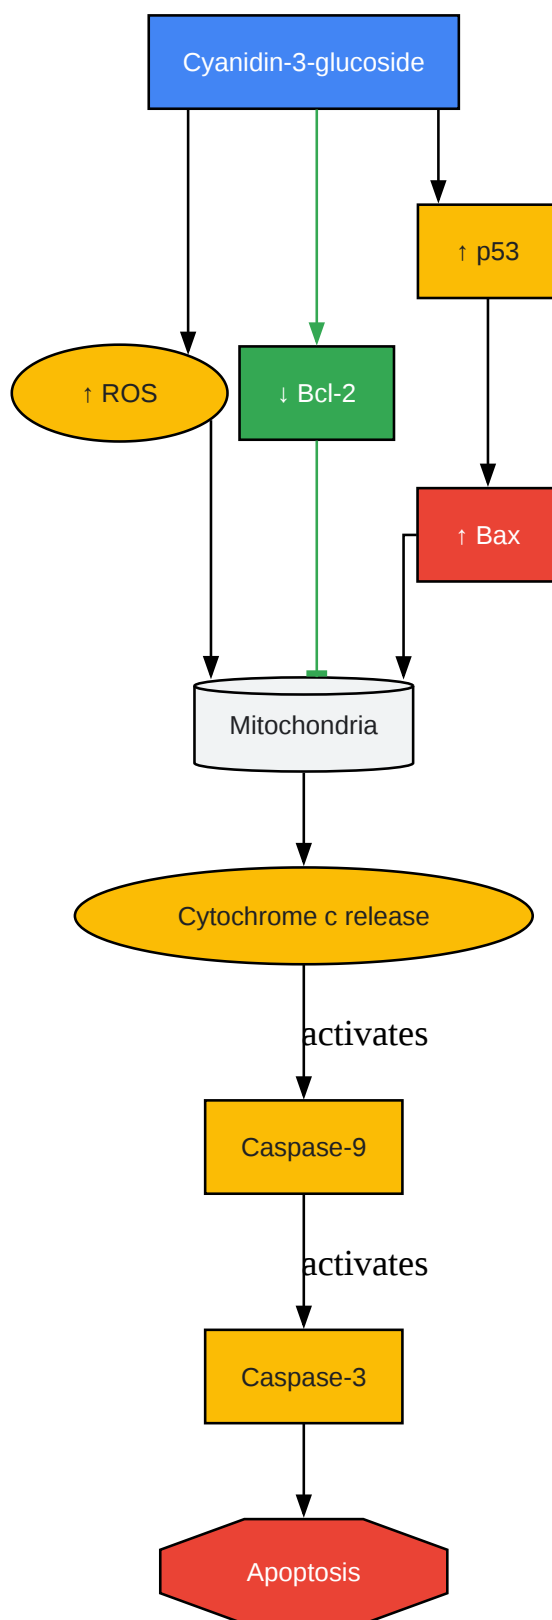 Cyanidin-3-glucoside
↑ p53
↑ ROS
↓ Bcl-2
↑ Bax
Mitochondria
Cytochrome c release
activates
Caspase-9
activates
Caspase-3
Apoptosis